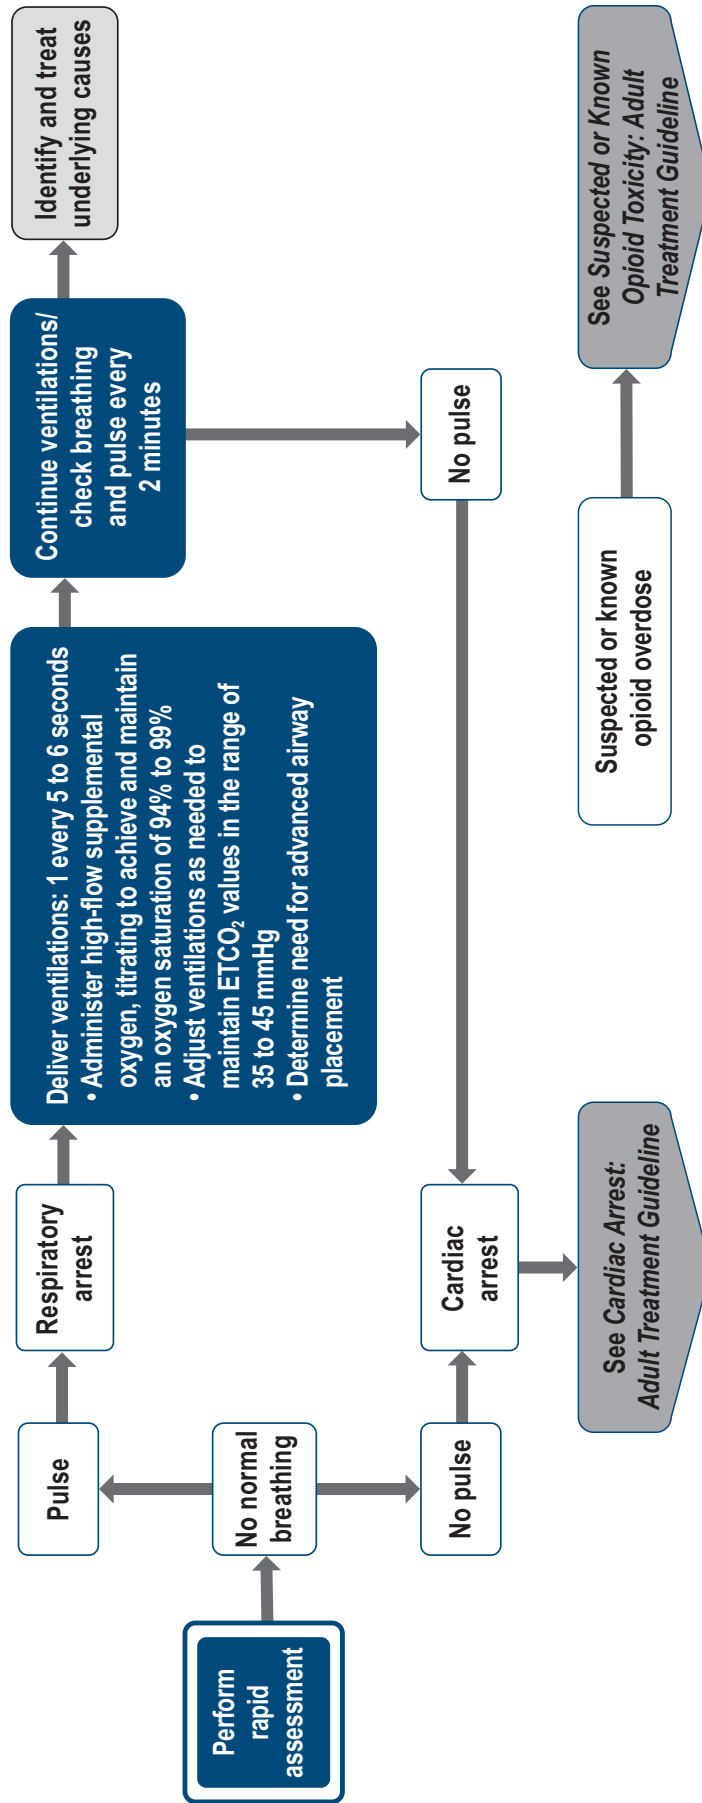 Perform
rapid
assessment
No normal
breathing
Pulse
Respiratory
arrest
Deliver ventilations: 1 every 5 to 6 seconds
• Administer high-flow supplemental
oxygen, titrating to achieve and maintain
an oxygen saturation of 94% to 99%
• Adjust ventilations as needed to
maintain ETCO₂ values in the range of
35 to 45 mmHg
• Determine need for advanced airway
placement
Continue ventilations/
check breathing
and pulse every
2 minutes
Identify and treat
underlying causes
No pulse
Cardiac
arrest
No pulse
See Cardiac Arrest:
Adult Treatment Guideline
Suspected or known
opioid overdose
See Suspected or Known
Opioid Toxicity: Adult
Treatment Guideline